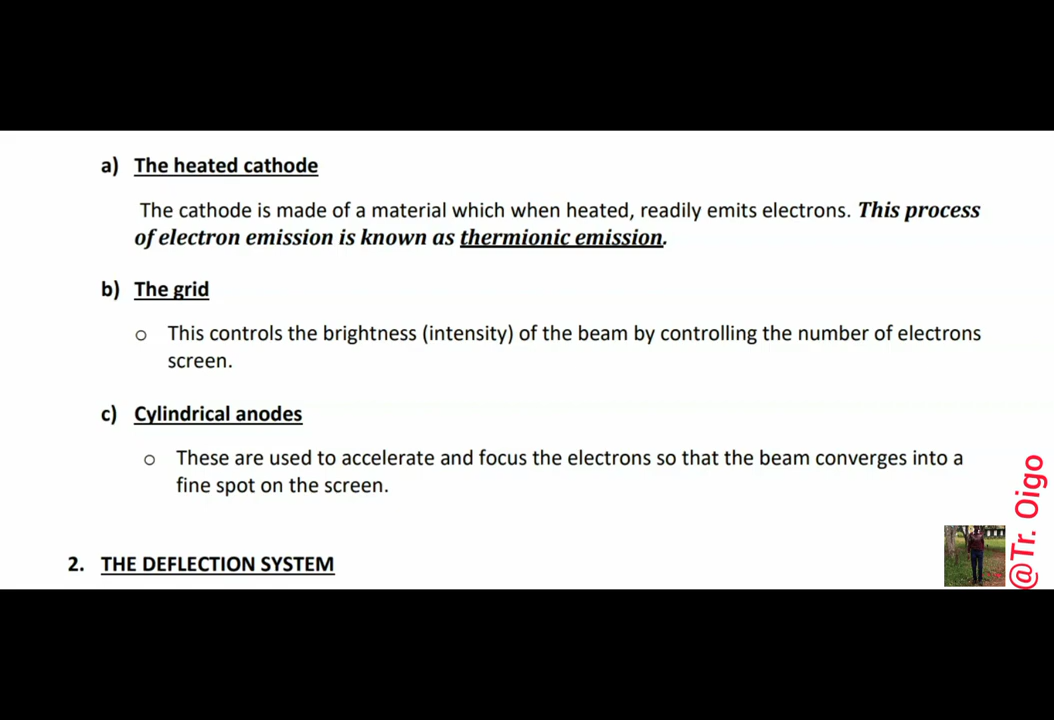 a) The heated cathode
The cathode is made of a material which when heated, readily emits electrons. This process
of electron emission is known as thermionic emission.
b) The grid
o This controls the brightness (intensity) of the beam by controlling the number of electrons
screen.
c) Cylindrical anodes
o These are used to accelerate and focus the electrons so that the beam converges into a
fine spot on the screen.
2. THE DEFLECTION SYSTEM
@Tr. Oigo